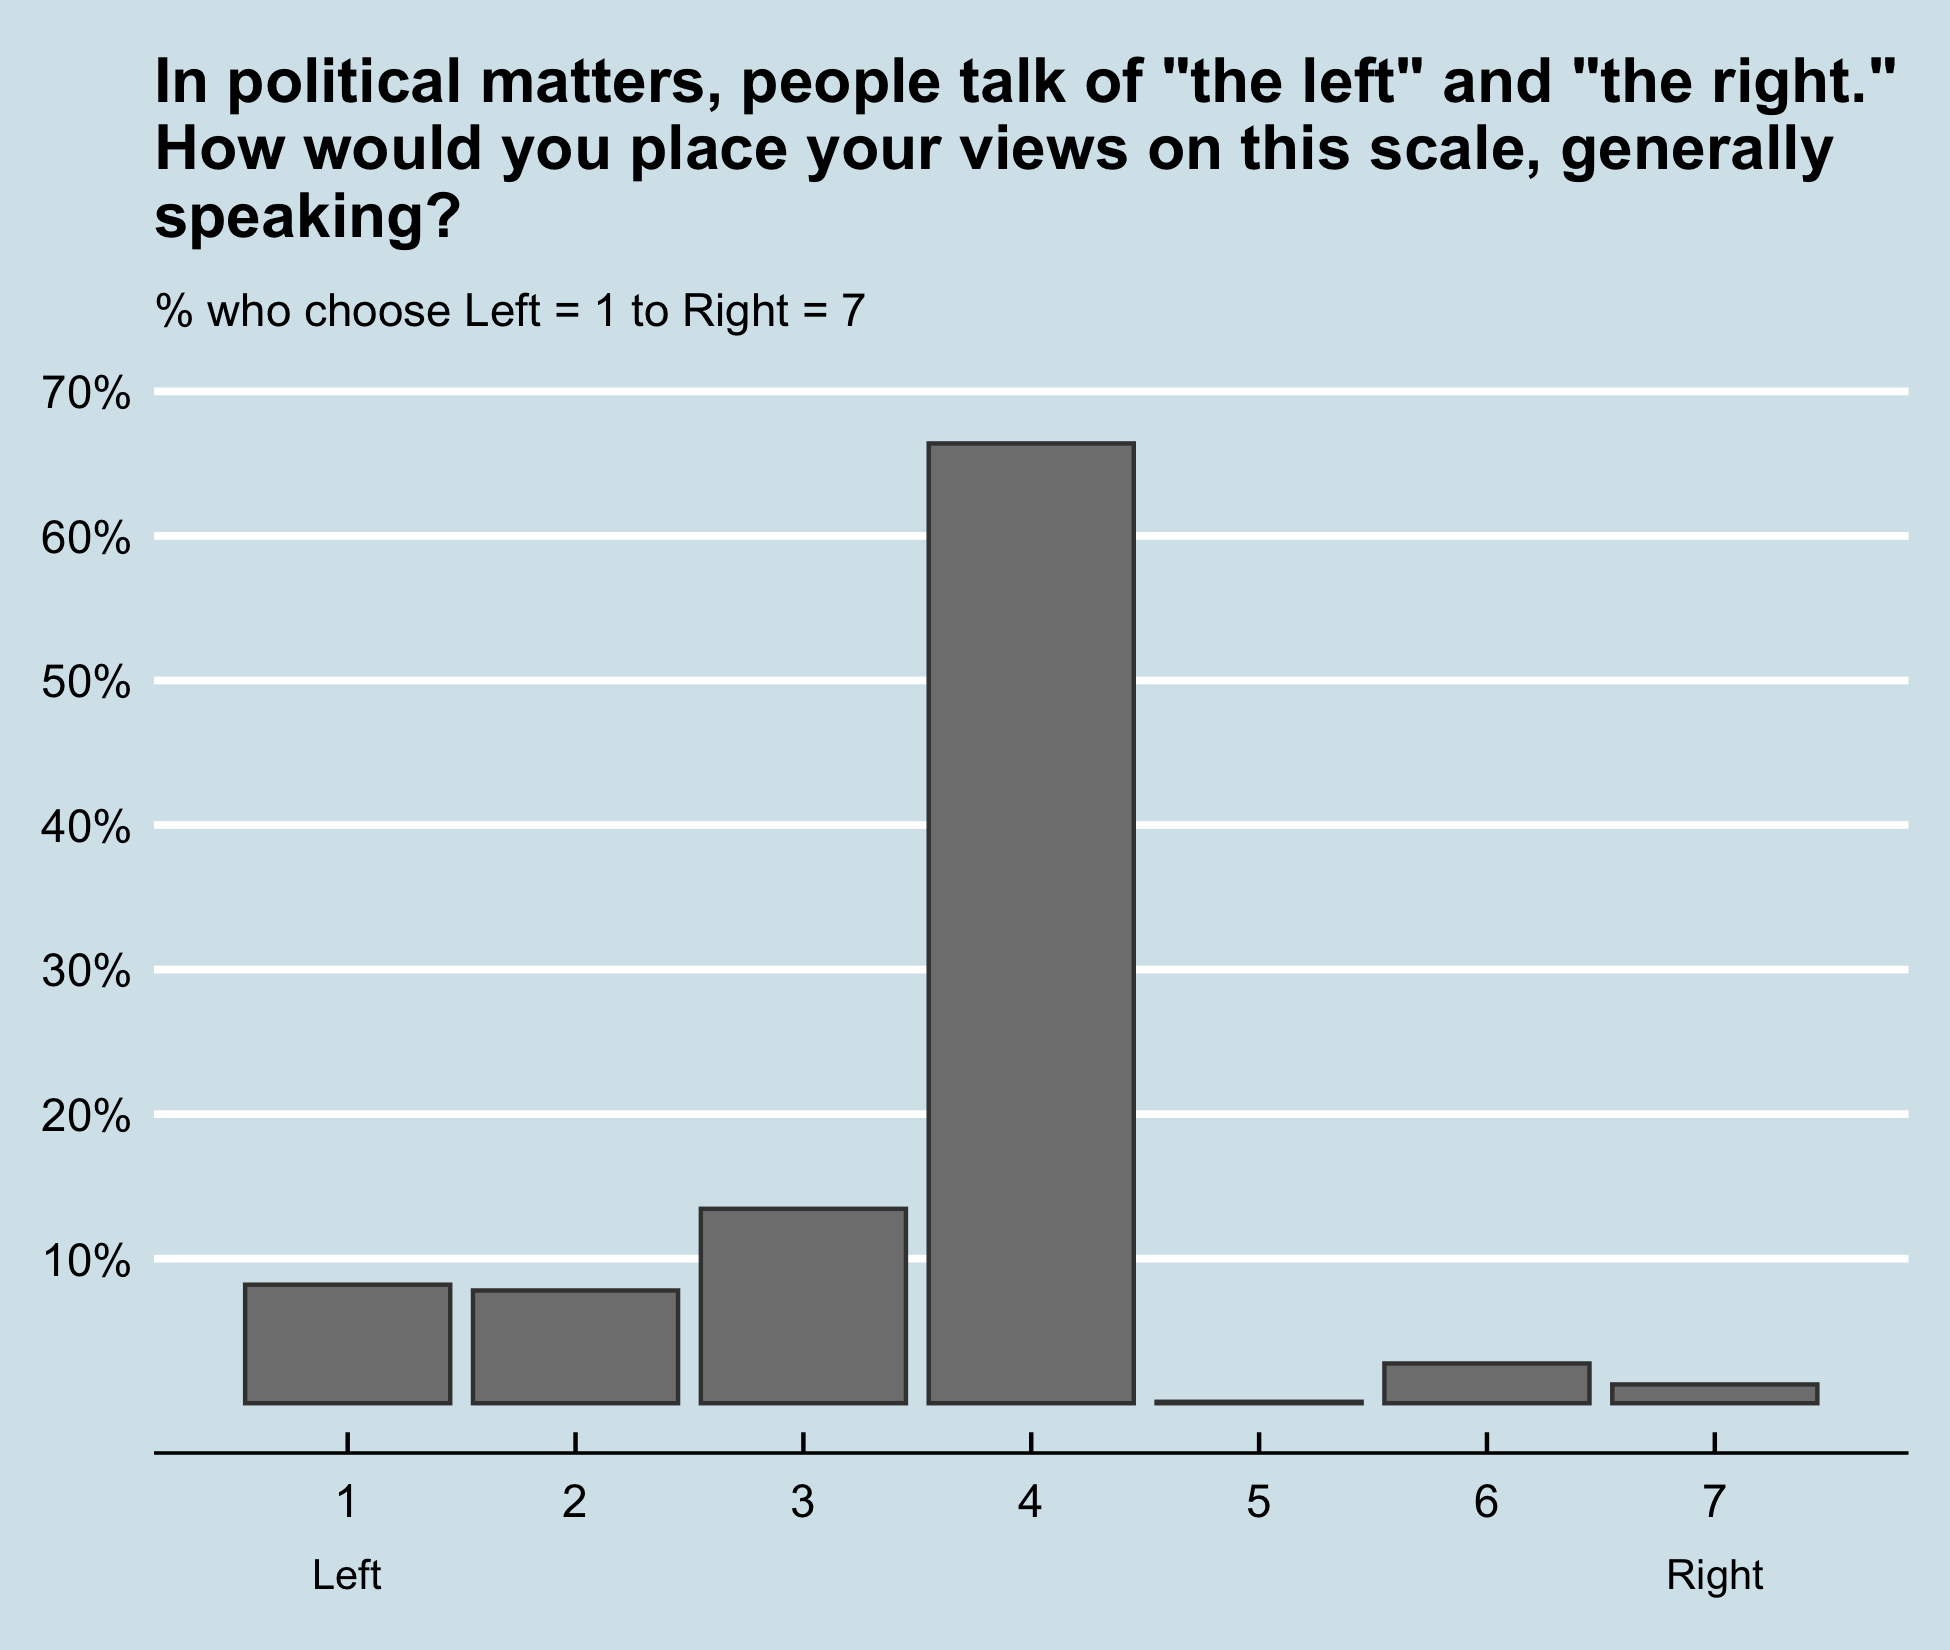 In political matters, people talk of "the left" and "the right."
How would you place your views on this scale, generally
speaking?
% who choose Left = 1 to Right = 7
70%
60%
50%
40%
30%
20%
10%
1 2 3 4 5 6 7
Left Right